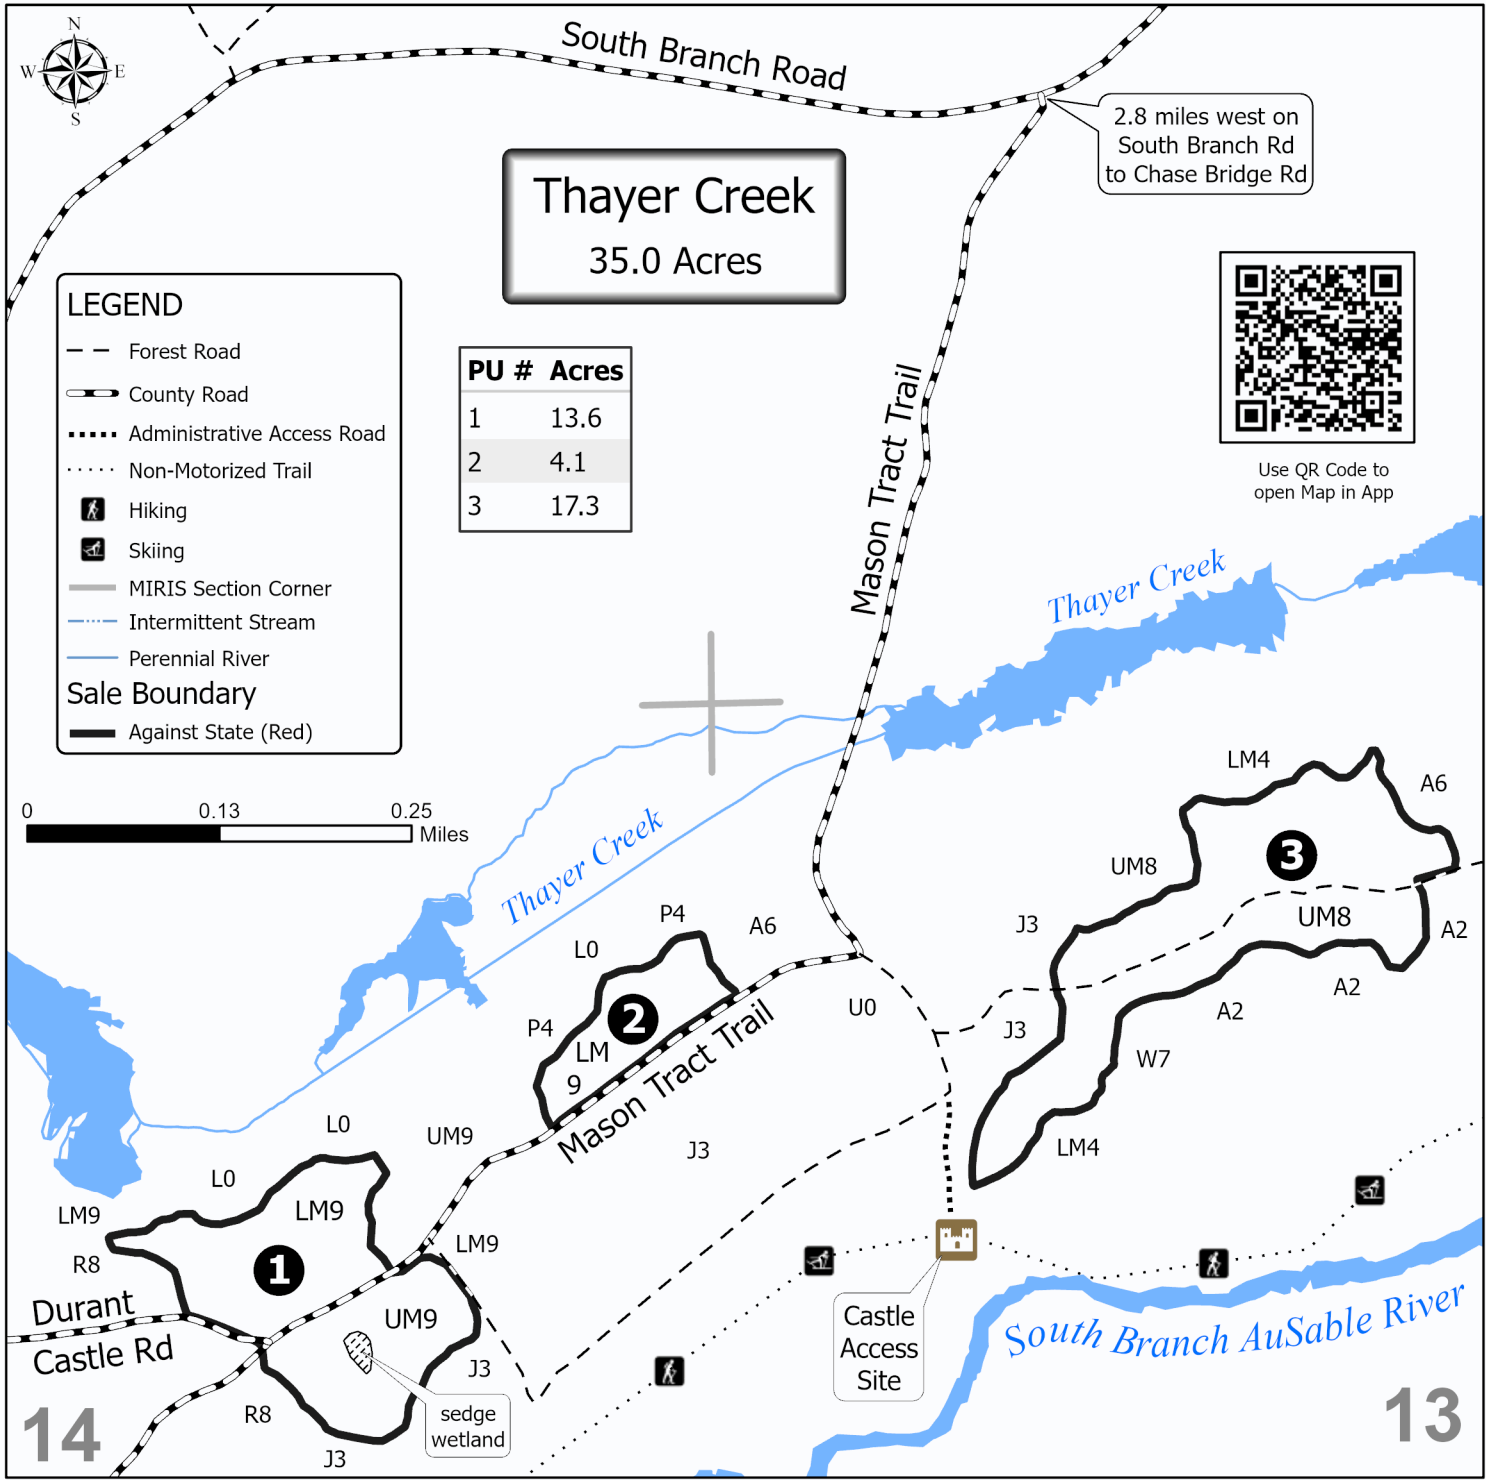 N
W
E
S
South Branch Road
2.8 miles west on
South Branch Rd
to Chase Bridge Rd
Thayer Creek
35.0 Acres
LEGEND
Forest Road
County Road
Administrative Access Road
Non-Motorized Trail
Hiking
Skiing
MIRIS Section Corner
Intermittent Stream
Perennial River
Sale Boundary
Against State (Red)
PU # Acres
1 13.6
2 4.1
3 17.3
Use QR Code to
open Map in App
Mason Tract Trail
Thayer Creek
0 0.13 0.25
Miles
Thayer Creek
LM4
A6
3
UM8
UM8
J3
A2
A2
A2
J3
W7
LM4
P4
A6
L0
2
P4
LM
9
U0
Mason Tract Trail
J3
L0
UM9
L0
LM9
LM9
R8
1
LM9
Durant
Castle Rd
UM9
J3
R8
J3
sedge
wetland
Castle
Access
Site
South Branch AuSable River
14
13